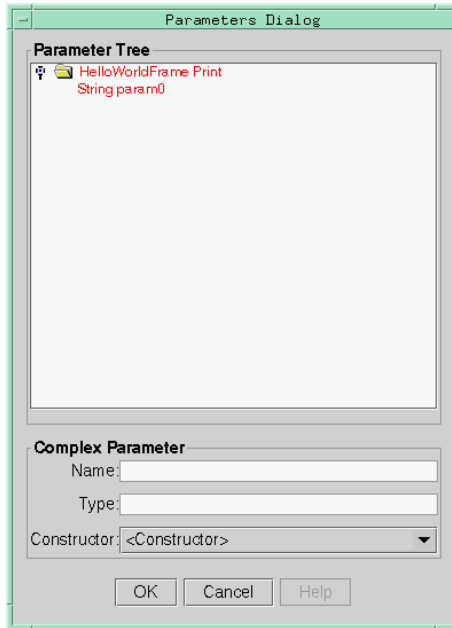 Parameters Dialog
Parameter Tree
HelloWorldFrame Print
String param0
Complex Parameter
Name:
Type:
Constructor: <Constructor>
OK Cancel Help